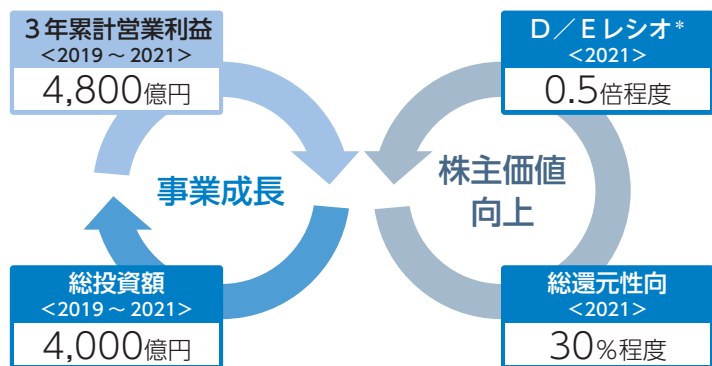 3年累計営業利益
<2019～2021>
4,800億円
D／Eレシオ*
<2021>
0.5倍程度
事業成長
株主価値
向上
総投資額
<2019～2021>
4,000億円
総還元性向
<2021>
30%程度